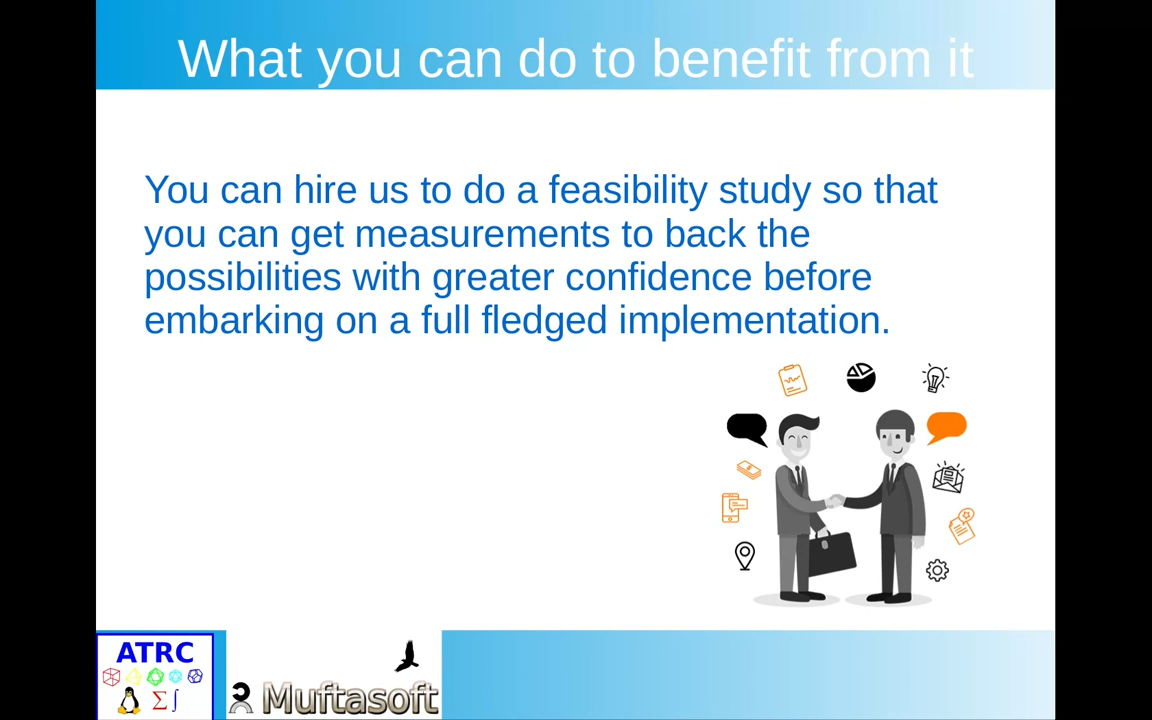 What you can do to benefit from it
You can hire us to do a feasibility study so that
you can get measurements to back the
possibilities with greater confidence before
embarking on a full fledged implementation.
ATRC
Σ∫
Muftasoft